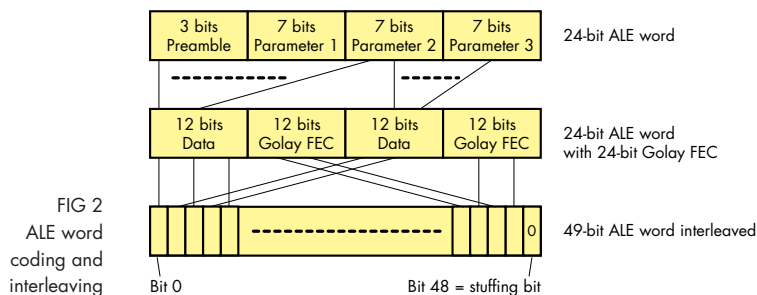 3 bits
Preamble
7 bits
Parameter 1
7 bits
Parameter 2
7 bits
Parameter 3
24-bit ALE word
12 bits
Data
12 bits
Golay FEC
12 bits
Data
12 bits
Golay FEC
24-bit ALE word
with 24-bit Golay FEC
FIG 2
ALE word
coding and
interleaving
0
49-bit ALE word interleaved
Bit 0
Bit 48 = stuffing bit